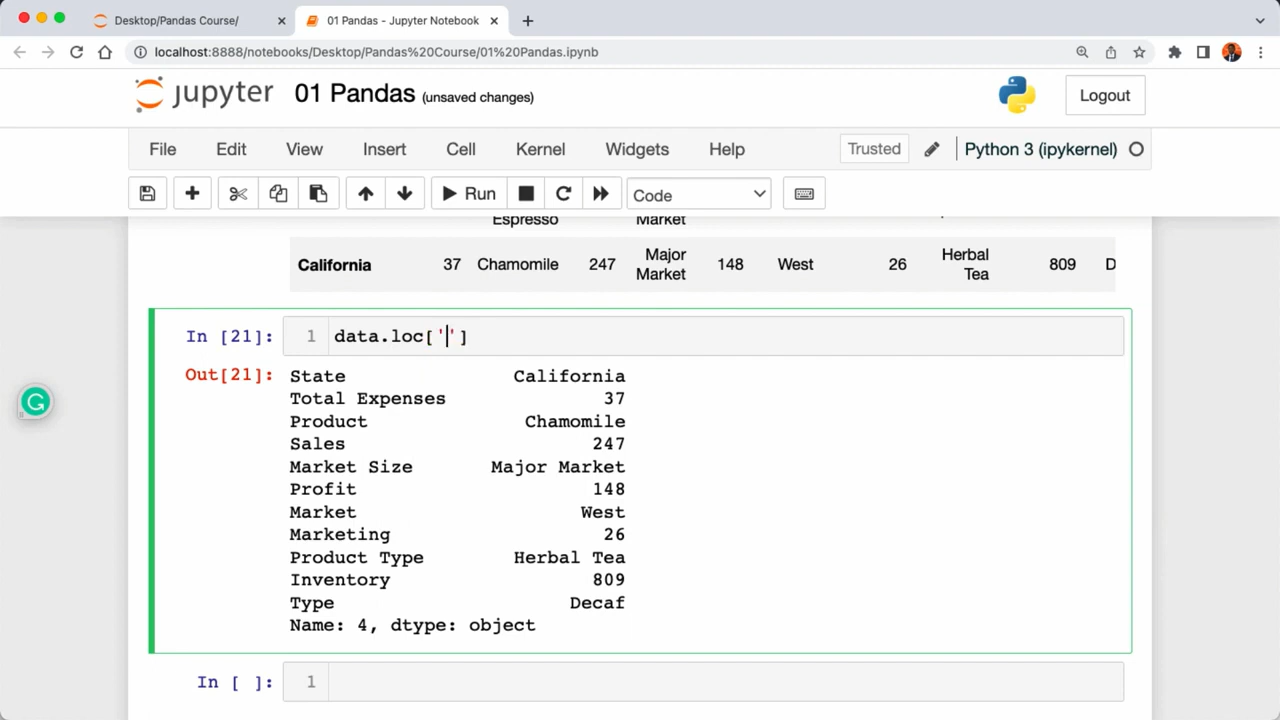 Desktop/Pandas Course/
01 Pandas - Jupyter Notebook
localhost:8888/notebooks/Desktop/Pandas%20Course/01%20Pandas.ipynb
jupyter 01 Pandas (unsaved changes)
Logout
File Edit View Insert Cell Kernel Widgets Help Trusted Python 3 (ipykernel)
Run Code
Espresso Market
California 37 Chamomile 247 Major Market 148 West 26 Herbal Tea 809 D
In [21]: 1 data.loc['']
Out[21]: State California
Total Expenses 37
Product Chamomile
Sales 247
Market Size Major Market
Profit 148
Market West
Marketing 26
Product Type Herbal Tea
Inventory 809
Type Decaf
Name: 4, dtype: object
In [ ]: 1